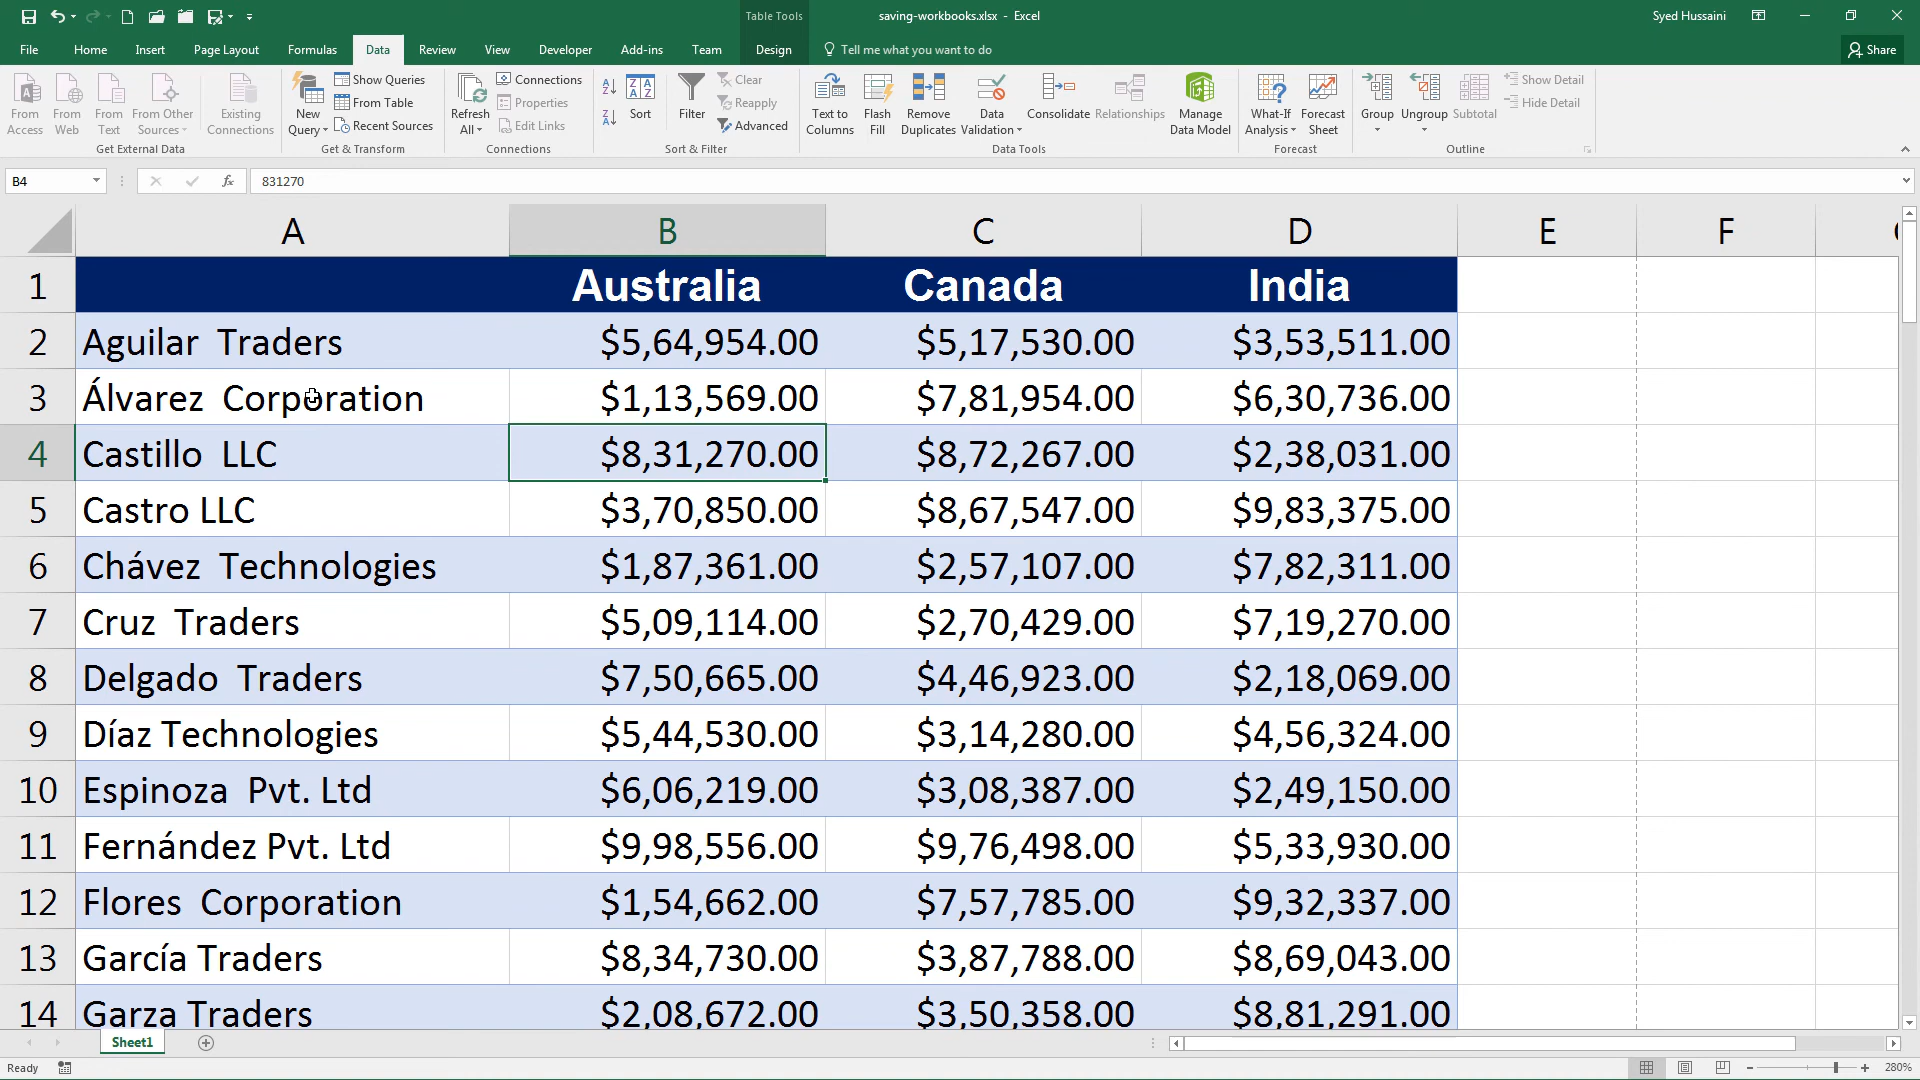 Table Tools
saving-workbooks.xlsx - Excel
Syed Hussaini
File Home Insert Page Layout Formulas Data Review View Developer Add-ins Team Design Tell me what you want to do Share
From Access
From Web
From Text
From Other Sources
Existing Connections
Get External Data
New Query
Show Queries
From Table
Recent Sources
Get & Transform
Refresh All
Connections
Properties
Edit Links
Connections
Sort
Filter
Clear
Reapply
Advanced
Sort & Filter
Text to Columns
Flash Fill
Remove Duplicates
Data Validation
Consolidate
Relationships
Manage Data Model
Data Tools
What-If Analysis
Forecast Sheet
Forecast
Group
Ungroup
Subtotal
Show Detail
Hide Detail
Outline
B4 fx 831270
A B C D E F
1 Australia Canada India
2 Aguilar  Traders $5,64,954.00 $5,17,530.00 $3,53,511.00
3 Álvarez  Corporation $1,13,569.00 $7,81,954.00 $6,30,736.00
4 Castillo  LLC $8,31,270.00 $8,72,267.00 $2,38,031.00
5 Castro LLC $3,70,850.00 $8,67,547.00 $9,83,375.00
6 Chávez  Technologies $1,87,361.00 $2,57,107.00 $7,82,311.00
7 Cruz  Traders $5,09,114.00 $2,70,429.00 $7,19,270.00
8 Delgado  Traders $7,50,665.00 $4,46,923.00 $2,18,069.00
9 Díaz Technologies $5,44,530.00 $3,14,280.00 $4,56,324.00
10 Espinoza  Pvt. Ltd $6,06,219.00 $3,08,387.00 $2,49,150.00
11 Fernández Pvt. Ltd $9,98,556.00 $9,76,498.00 $5,33,930.00
12 Flores  Corporation $1,54,662.00 $7,57,785.00 $9,32,337.00
13 García Traders $8,34,730.00 $3,87,788.00 $8,69,043.00
14 Garza Traders $2,08,672.00 $3,50,358.00 $8,81,291.00
Sheet1
Ready
280%